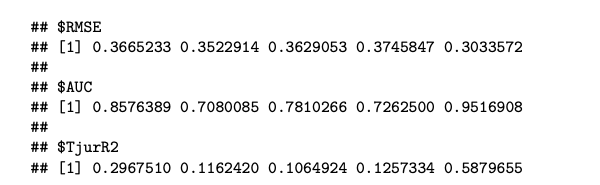 ## $RMSE
## [1] 0.3665233 0.3522914 0.3629053 0.3745847 0.3033572
##
## $AUC
## [1] 0.8576389 0.7080085 0.7810266 0.7262500 0.9516908
##
## $TjurR2
## [1] 0.2967510 0.1162420 0.1064924 0.1257334 0.5879655